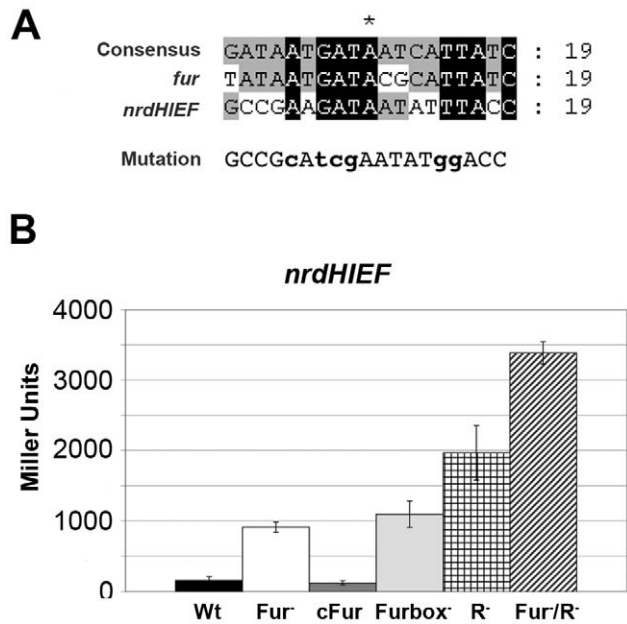 A
*
Consensus GATAATGATAATCATTATC : 19
fur TATAATGATACGCATTATC : 19
nrdHIEF GCCGAAGATAATATTTACC : 19
Mutation GCCGcAtcgAATATggACC
B
nrdHIEF
Miller Units
4000
3000
2000
1000
0
Wt Fur⁻ cFur Furbox⁻ R⁻ Fur⁻/R⁻